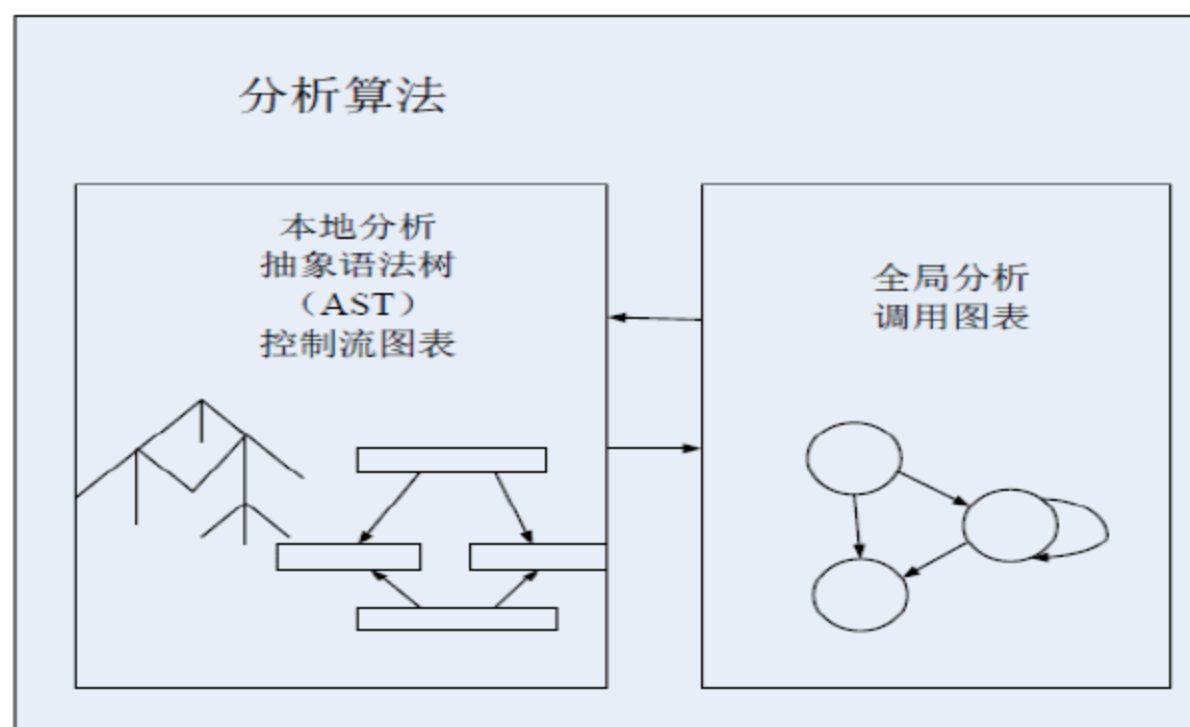 分析算法
本地分析
抽象语法树
（AST）
控制流图表
全局分析
调用图表